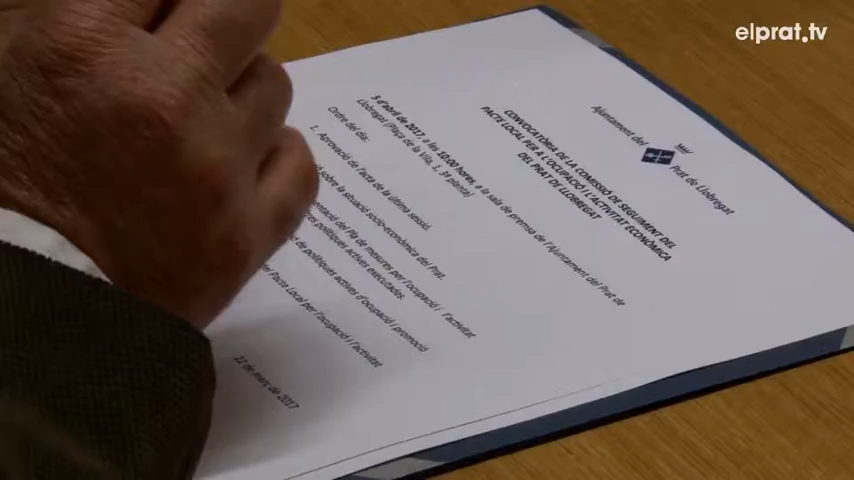 elprat.tv
Ajuntament del Prat de Llobregat
CONVOCATÒRIA DE LA COMISSIÓ DE SEGUIMENT DEL
PACTE LOCAL PER A L'OCUPACIÓ I L'ACTIVITAT ECONÒMICA
DEL PRAT DE LLOBREGAT
5 d'abril de 2017, a les 10:00 hores, a la sala de premsa de l'Ajuntament del Prat de
Llobregat (Plaça de la Vila, 1. 3ª planta)
Ordre del dia:
1. Aprovació de l'acta de la última sessió.
sobre la situació socio-econòmica del Prat.
del Pla de mesures per l'ocupació i l'activitat
polítiques actives executades.
de polítiques actives d'ocupació i promoció
del Pacte Local per l'ocupació i l'activitat
22 de març de 2017